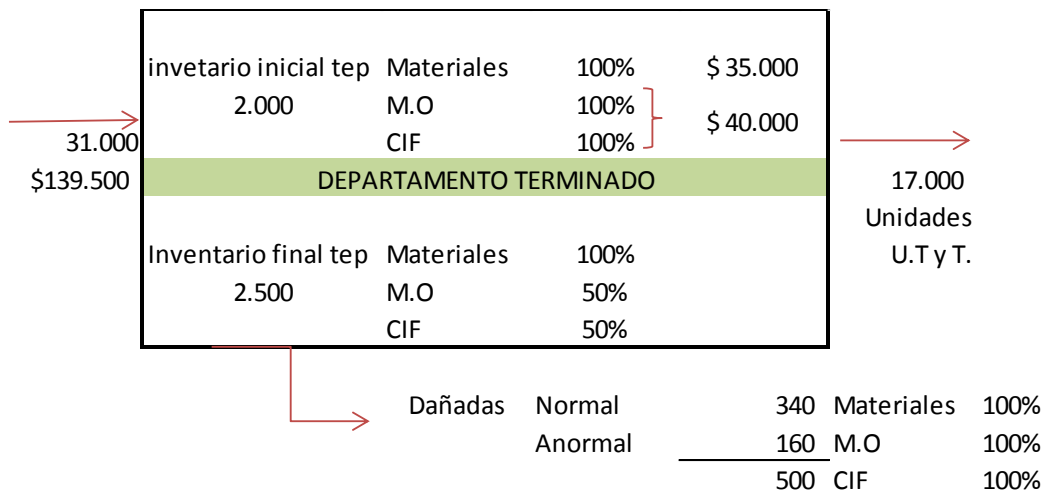 invetario inicial tep Materiales 100% $ 35.000
2.000 M.O 100% $ 40.000
31.000 CIF 100%
$139.500 DEPARTAMENTO TERMINADO 17.000
Unidades
Inventario final tep Materiales 100% U.T y T.
2.500 M.O 50%
CIF 50%
Dañadas Normal 340 Materiales 100%
Anormal 160 M.O 100%
500 CIF 100%